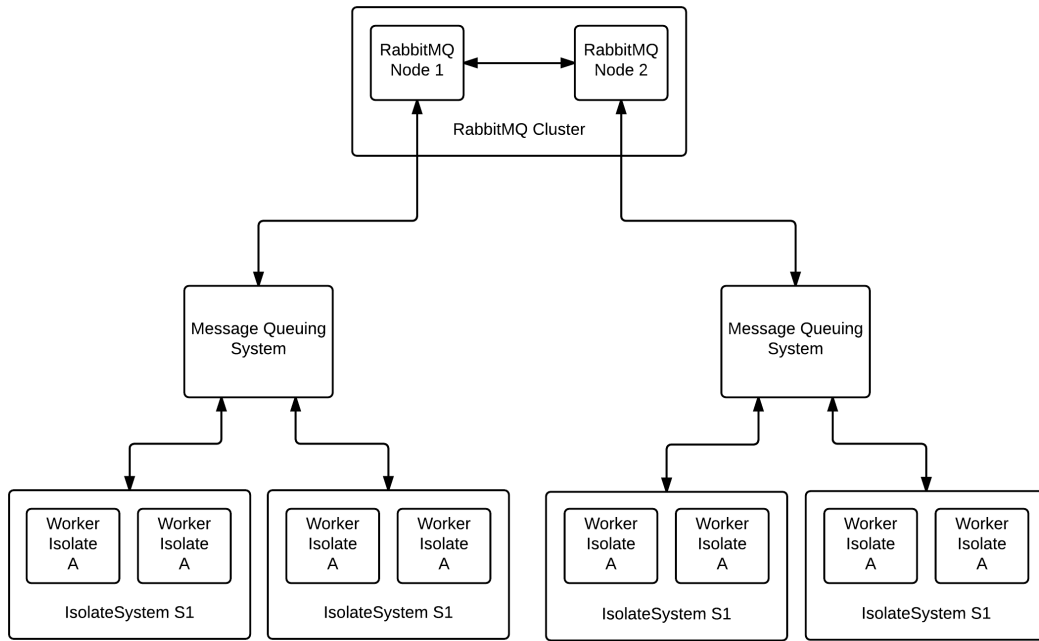 RabbitMQ
Node 1
RabbitMQ
Node 2
RabbitMQ Cluster
Message Queuing
System
Message Queuing
System
Worker
Isolate
A
Worker
Isolate
A
IsolateSystem S1
Worker
Isolate
A
Worker
Isolate
A
IsolateSystem S1
Worker
Isolate
A
Worker
Isolate
A
IsolateSystem S1
Worker
Isolate
A
Worker
Isolate
A
IsolateSystem S1